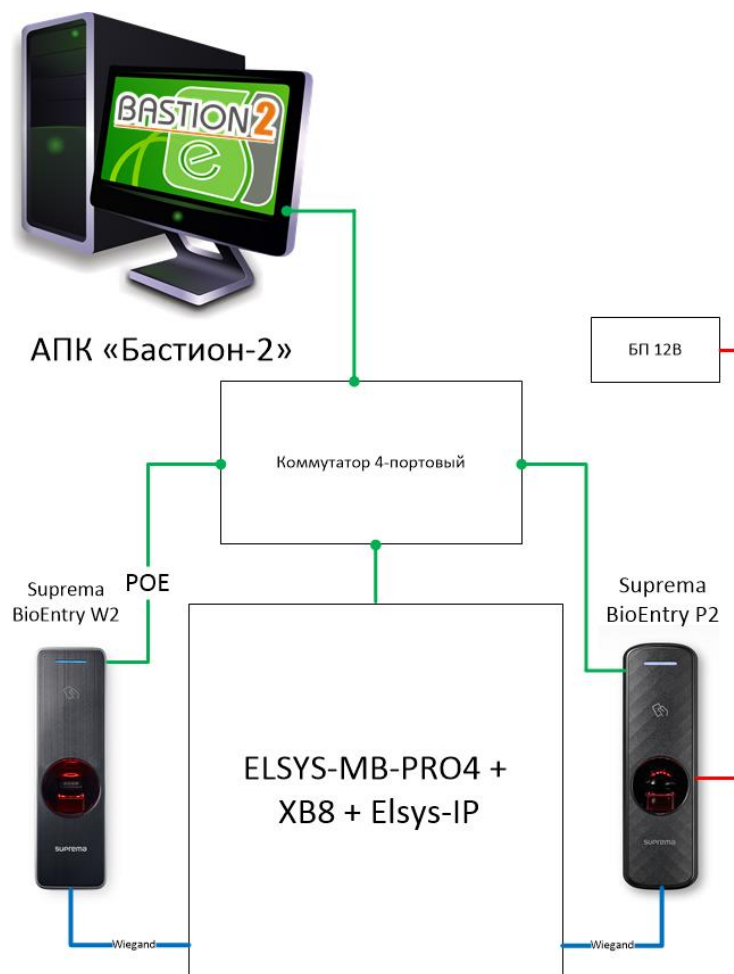 BASTION2
e
АПК «Бастион-2»
БП 12В
Коммутатор 4-портовый
POE
Suprema
BioEntry W2
Suprema
BioEntry P2
ELSYS-MB-PRO4 +
XB8 + Elsys-IP
suprema
suprema
Wiegand
Wiegand